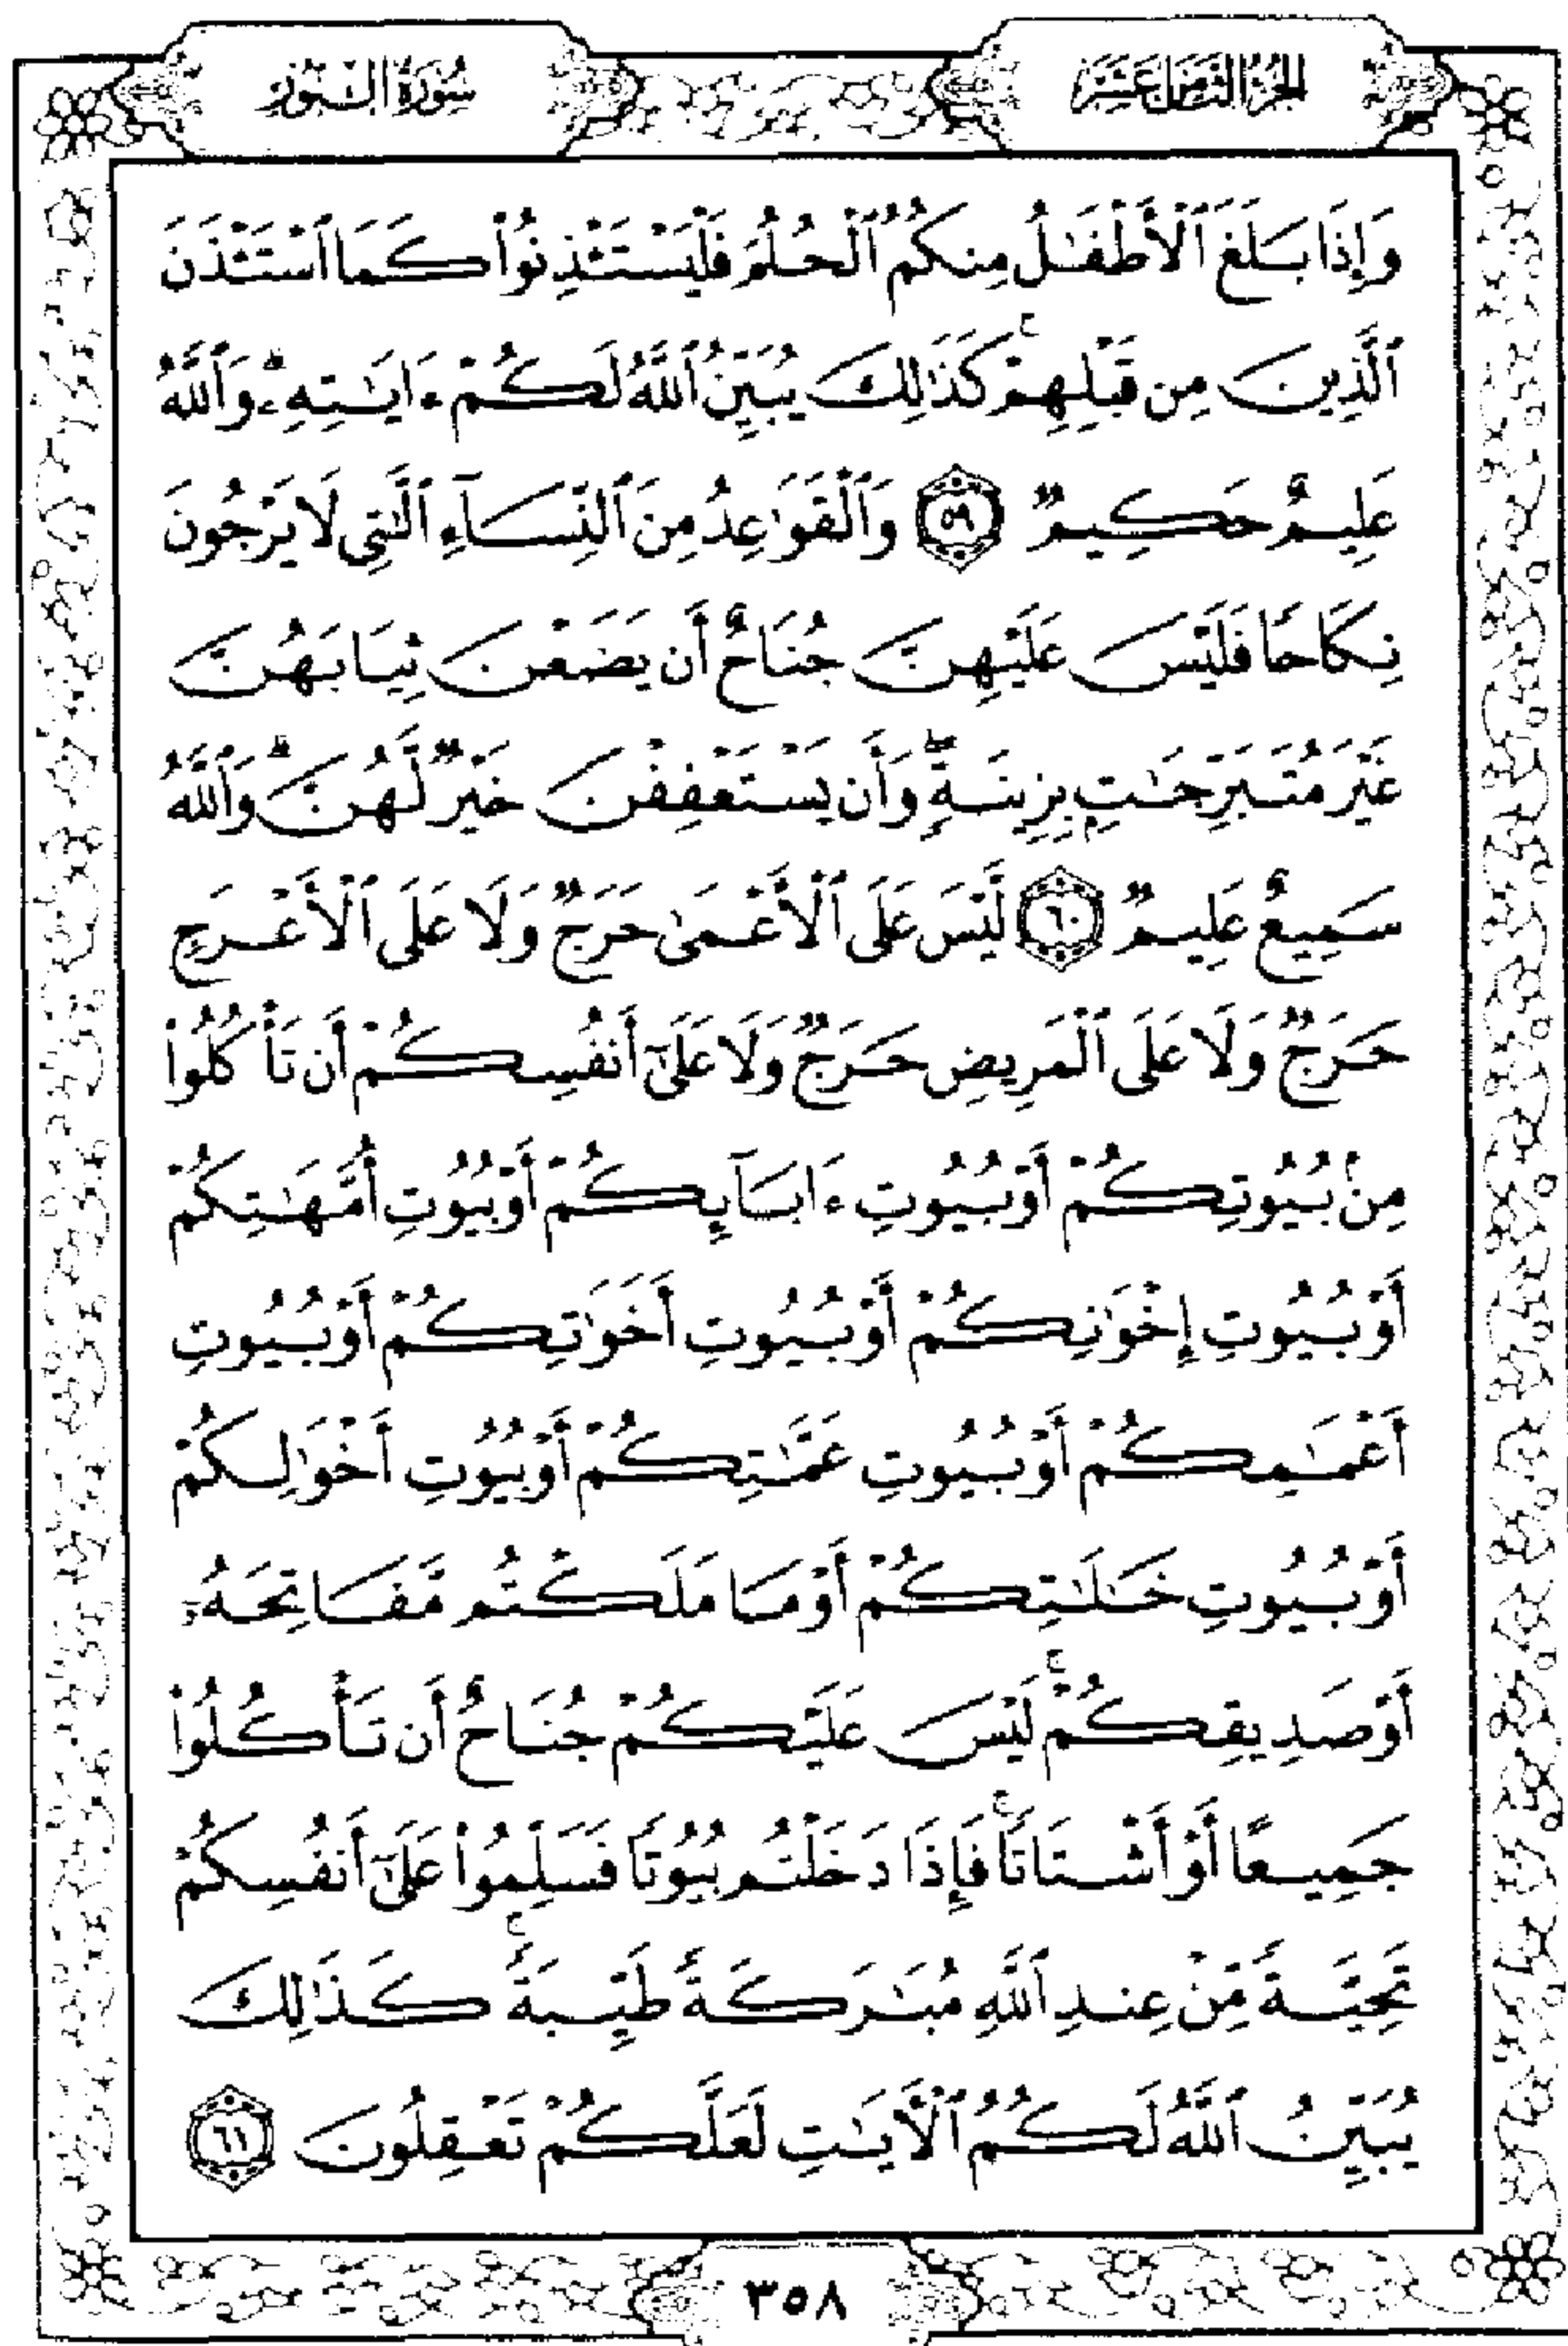 الجزء الثامن عشر
سورة النور
وَإِذَا بَلَغَ ٱلْأَطْفَـٰلُ مِنكُمُ ٱلْحُلُمَ فَلْيَسْتَـْٔذِنُوا۟ كَمَا ٱسْتَـْٔذَنَ
ٱلَّذِينَ مِن قَبْلِهِمْ ۚ كَذَٰلِكَ يُبَيِّنُ ٱللَّهُ لَكُمْ ءَايَـٰتِهِۦ ۗ وَٱللَّهُ
عَلِيمٌ حَكِيمٌ ٥٩ وَٱلْقَوَٰعِدُ مِنَ ٱلنِّسَآءِ ٱلَّـٰتِى لَا يَرْجُونَ
نِكَاحًا فَلَيْسَ عَلَيْهِنَّ جُنَاحٌ أَن يَضَعْنَ ثِيَابَهُنَّ
غَيْرَ مُتَبَرِّجَـٰتٍۭ بِزِينَةٍ ۖ وَأَن يَسْتَعْفِفْنَ خَيْرٌ لَّهُنَّ ۗ وَٱللَّهُ
سَمِيعٌ عَلِيمٌ ٦٠ لَّيْسَ عَلَى ٱلْأَعْمَىٰ حَرَجٌ وَلَا عَلَى ٱلْأَعْرَجِ
حَرَجٌ وَلَا عَلَى ٱلْمَرِيضِ حَرَجٌ وَلَا عَلَىٰٓ أَنفُسِكُمْ أَن تَأْكُلُوا۟
مِنۢ بُيُوتِكُمْ أَوْ بُيُوتِ ءَابَآئِكُمْ أَوْ بُيُوتِ أُمَّهَـٰتِكُمْ
أَوْ بُيُوتِ إِخْوَٰنِكُمْ أَوْ بُيُوتِ أَخَوَٰتِكُمْ أَوْ بُيُوتِ
أَعْمَـٰمِكُمْ أَوْ بُيُوتِ عَمَّـٰتِكُمْ أَوْ بُيُوتِ أَخْوَٰلِكُمْ
أَوْ بُيُوتِ خَـٰلَـٰتِكُمْ أَوْ مَا مَلَكْتُم مَّفَاتِحَهُۥٓ
أَوْ صَدِيقِكُمْ ۚ لَيْسَ عَلَيْكُمْ جُنَاحٌ أَن تَأْكُلُوا۟
جَمِيعًا أَوْ أَشْتَاتًا ۚ فَإِذَا دَخَلْتُم بُيُوتًا فَسَلِّمُوا۟ عَلَىٰٓ أَنفُسِكُمْ
تَحِيَّةً مِّنْ عِندِ ٱللَّهِ مُبَـٰرَكَةً طَيِّبَةً ۚ كَذَٰلِكَ
يُبَيِّنُ ٱللَّهُ لَكُمُ ٱلْـَٔايَـٰتِ لَعَلَّكُمْ تَعْقِلُونَ ٦١
٣٥٨